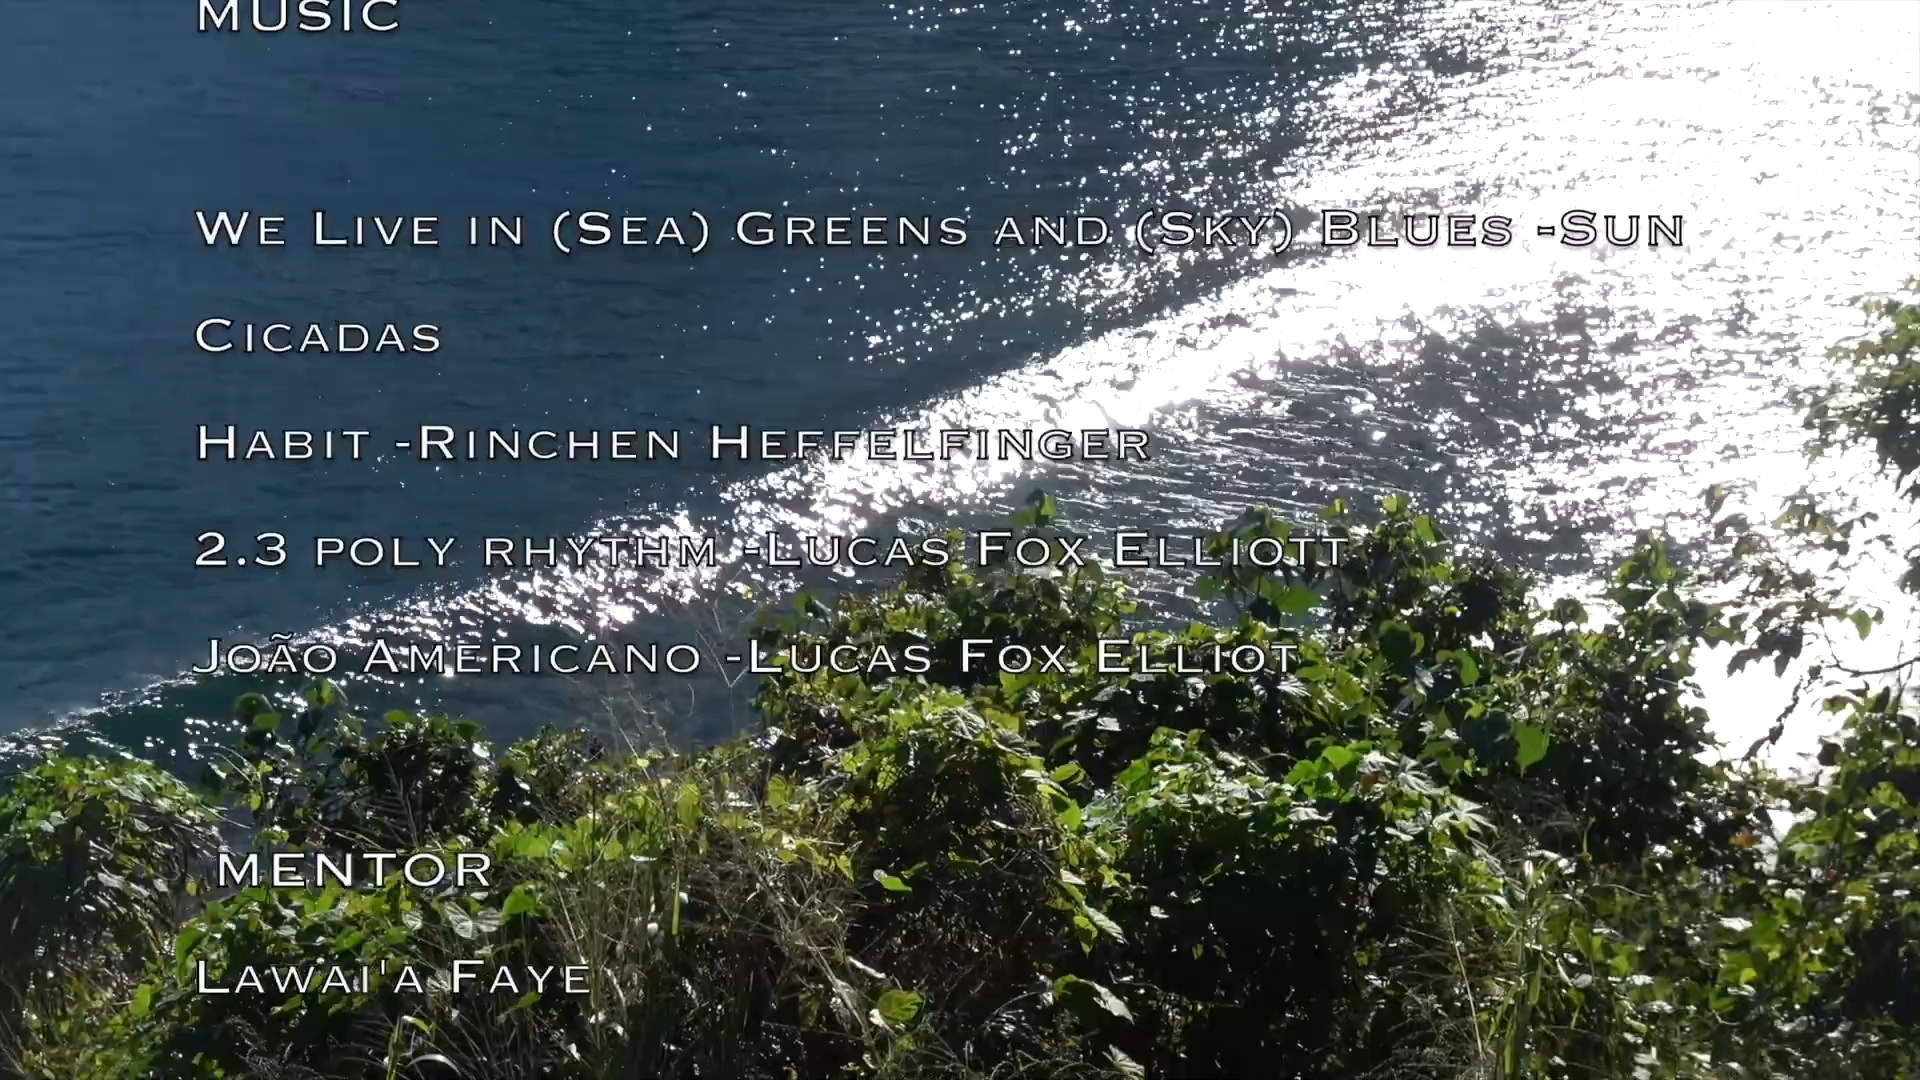 MUSIC
We Live in (Sea) Greens and (Sky) Blues -Sun
Cicadas
Habit -Rinchen Heffelfinger
2.3 poly rhythm -Lucas Fox Elliott
João Americano -Lucas Fox Elliot
MENTOR
Lawai'a Faye